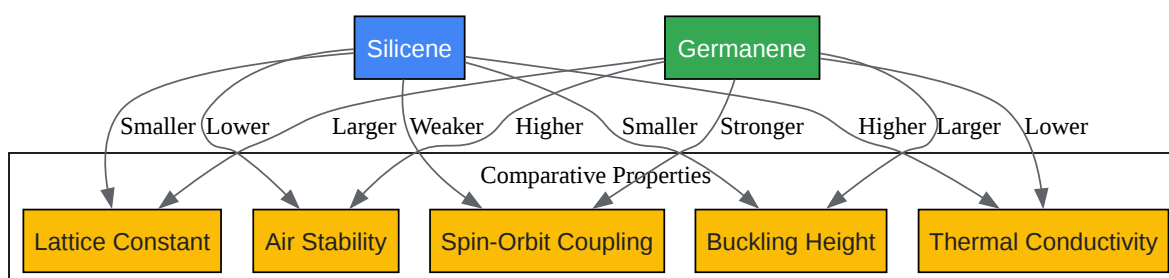 Silicene
Germanene
Smaller
Lower
Larger
Weaker
Higher
Smaller
Stronger
Higher
Larger
Lower
Comparative Properties
Lattice Constant
Air Stability
Spin-Orbit Coupling
Buckling Height
Thermal Conductivity